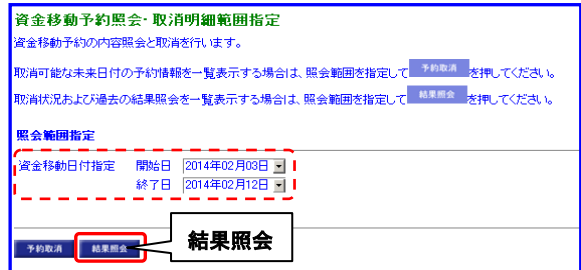 資金移動予約照会・取消明細範囲指定
資金移動予約の内容照会と取消を行います。
取消可能な未来日付の予約情報を一覧表示する場合は、照会範囲を指定して 予約取消 を押してください。
取消状況および過去の結果照会を一覧表示する場合は、照会範囲を指定して 結果照会 を押してください。
照会範囲指定
資金移動日付指定 開始日 2014年02月03日
終了日 2014年02月12日
予約取消 結果照会 結果照会